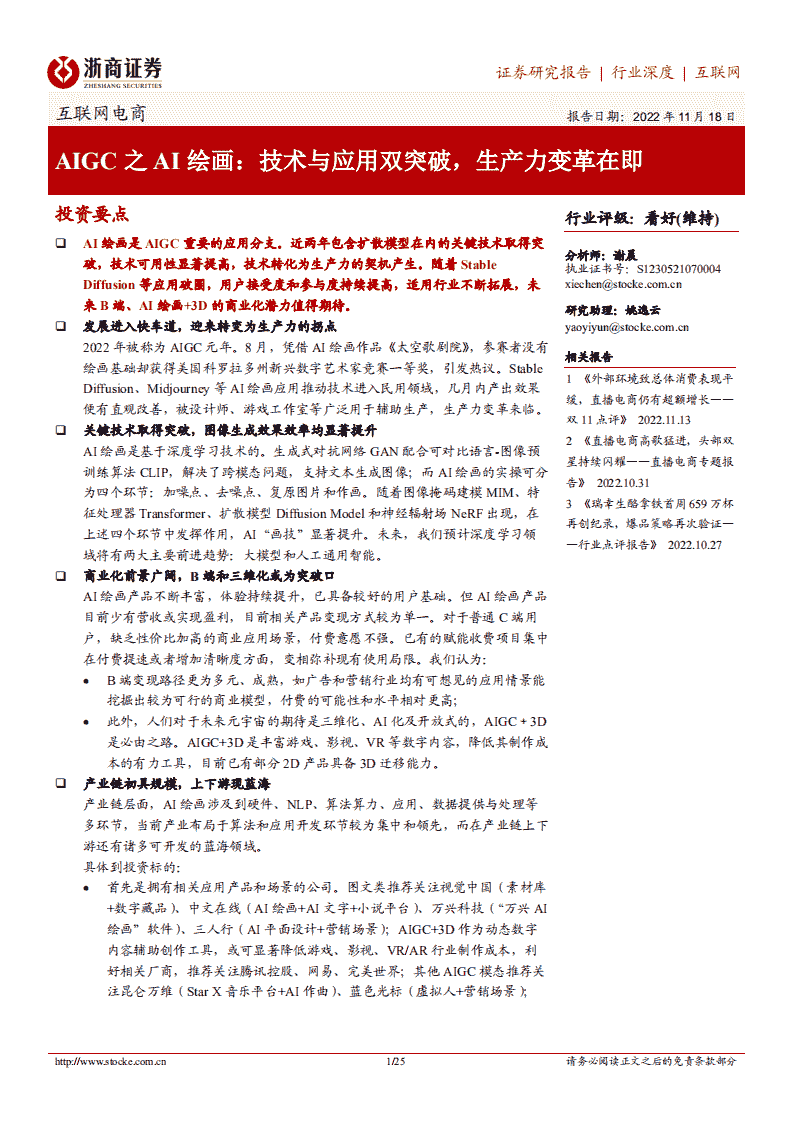 浙商证券
ZHESHANG SECURITIES
证券研究报告 | 行业深度 | 互联网
互联网电商
报告日期：2022 年 11 月 18 日
AIGC 之 AI 绘画：技术与应用双突破，生产力变革在即
投资要点
❑ AI 绘画是 AIGC 重要的应用分支。近两年包含扩散模型在内的关键技术取得突
破，技术可用性显著提高，技术转化为生产力的契机产生。随着 Stable
Diffusion 等应用破圈，用户接受度和参与度持续提高，适用行业不断拓展，未
来 B 端、AI 绘画+3D 的商业化潜力值得期待。
❑ 发展进入快车道，迎来转变为生产力的拐点
2022 年被称为 AIGC 元年。8 月，凭借 AI 绘画作品《太空歌剧院》，参赛者没有
绘画基础却获得美国科罗拉多州新兴数字艺术家竞赛一等奖，引发热议。Stable
Diffusion、Midjourney 等 AI 绘画应用推动技术进入民用领域，几月内产出效果
便有直观改善，被设计师、游戏工作室等广泛用于辅助生产，生产力变革来临。
❑ 关键技术取得突破，图像生成效果效率均显著提升
AI 绘画是基于深度学习技术的。生成式对抗网络 GAN 配合可对比语言-图像预
训练算法 CLIP，解决了跨模态问题，支持文本生成图像；而 AI 绘画的实操可分
为四个环节：加噪点、去噪点、复原图片和作画。随着图像掩码建模 MIM、特
征处理器 Transformer、扩散模型 Diffusion Model 和神经辐射场 NeRF 出现，在
上述四个环节中发挥作用，AI“画技”显著提升。未来，我们预计深度学习领
域将有两大主要前进趋势：大模型和人工通用智能。
❑ 商业化前景广阔，B 端和三维化或为突破口
AI 绘画产品不断丰富，体验持续提升，已具备较好的用户基础。但 AI 绘画产品
目前少有营收或实现盈利，目前相关产品变现方式较为单一。对于普通 C 端用
户，缺乏性价比加高的商业应用场景，付费意愿不强。已有的赋能收费项目集中
在付费提速或者增加清晰度方面，变相弥补现有使用局限。我们认为：
● B 端变现路径更为多元、成熟，如广告和营销行业均有可想见的应用情景能
挖掘出较为可行的商业模型，付费的可能性和水平相对更高；
● 此外，人们对于未来元宇宙的期待是三维化、AI 化及开放式的，AIGC + 3D
是必由之路。AIGC+3D 是丰富游戏、影视、VR 等数字内容，降低其制作成
本的有力工具，目前已有部分 2D 产品具备 3D 迁移能力。
❑ 产业链初具规模，上下游现蓝海
产业链层面，AI 绘画涉及到硬件、NLP、算法算力、应用、数据提供与处理等
多环节，当前产业布局于算法和应用开发环节较为集中和领先，而在产业链上下
游还有诸多可开发的蓝海领域。
具体到投资标的：
● 首先是拥有相关应用产品和场景的公司。图文类推荐关注视觉中国（素材库
+数字藏品）、中文在线（AI 绘画+AI 文字+小说平台）、万兴科技（“万兴 AI
绘画”软件）、三人行（AI 平面设计+营销场景）；AIGC+3D 作为动态数字
内容辅助创作工具，或可显著降低游戏、影视、VR/AR 行业制作成本，利
好相关厂商，推荐关注腾讯控股、网易、完美世界；其他 AIGC 模态推荐关
注昆仑万维（Star X 音乐平台+AI 作曲）、蓝色光标（虚拟人+营销场景）；
行业评级：看好(维持)
分析师：谢晨
执业证书号：S1230521070004
xiechen@stocke.com.cn
研究助理：姚逸云
yaoyiyun@stocke.com.cn
相关报告
1 《外部环境致总体消费表现平
缓，直播电商仍有超额增长——
双 11 点评》 2022.11.13
2 《直播电商高歌猛进，头部双
星持续闪耀——直播电商专题报
告》 2022.10.31
3 《瑞幸生酪拿铁首周 659 万杯
再创纪录，爆品策略再次验证—
—行业点评报告》 2022.10.27
http://www.stocke.com.cn
1/25
请务必阅读正文之后的免责条款部分